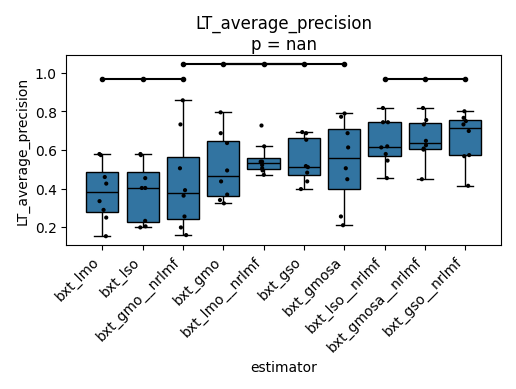 LT_average_precision
p = nan
LT_average_precision
1.0
0.8
0.6
0.4
0.2
bxt_lmo
bxt_lso
bxt_gmo__nrlmf
bxt_gmo
bxt_lmo__nrlmf
bxt_gso
bxt_gmosa
bxt_lso__nrlmf
bxt_gmosa__nrlmf
bxt_gso__nrlmf
estimator